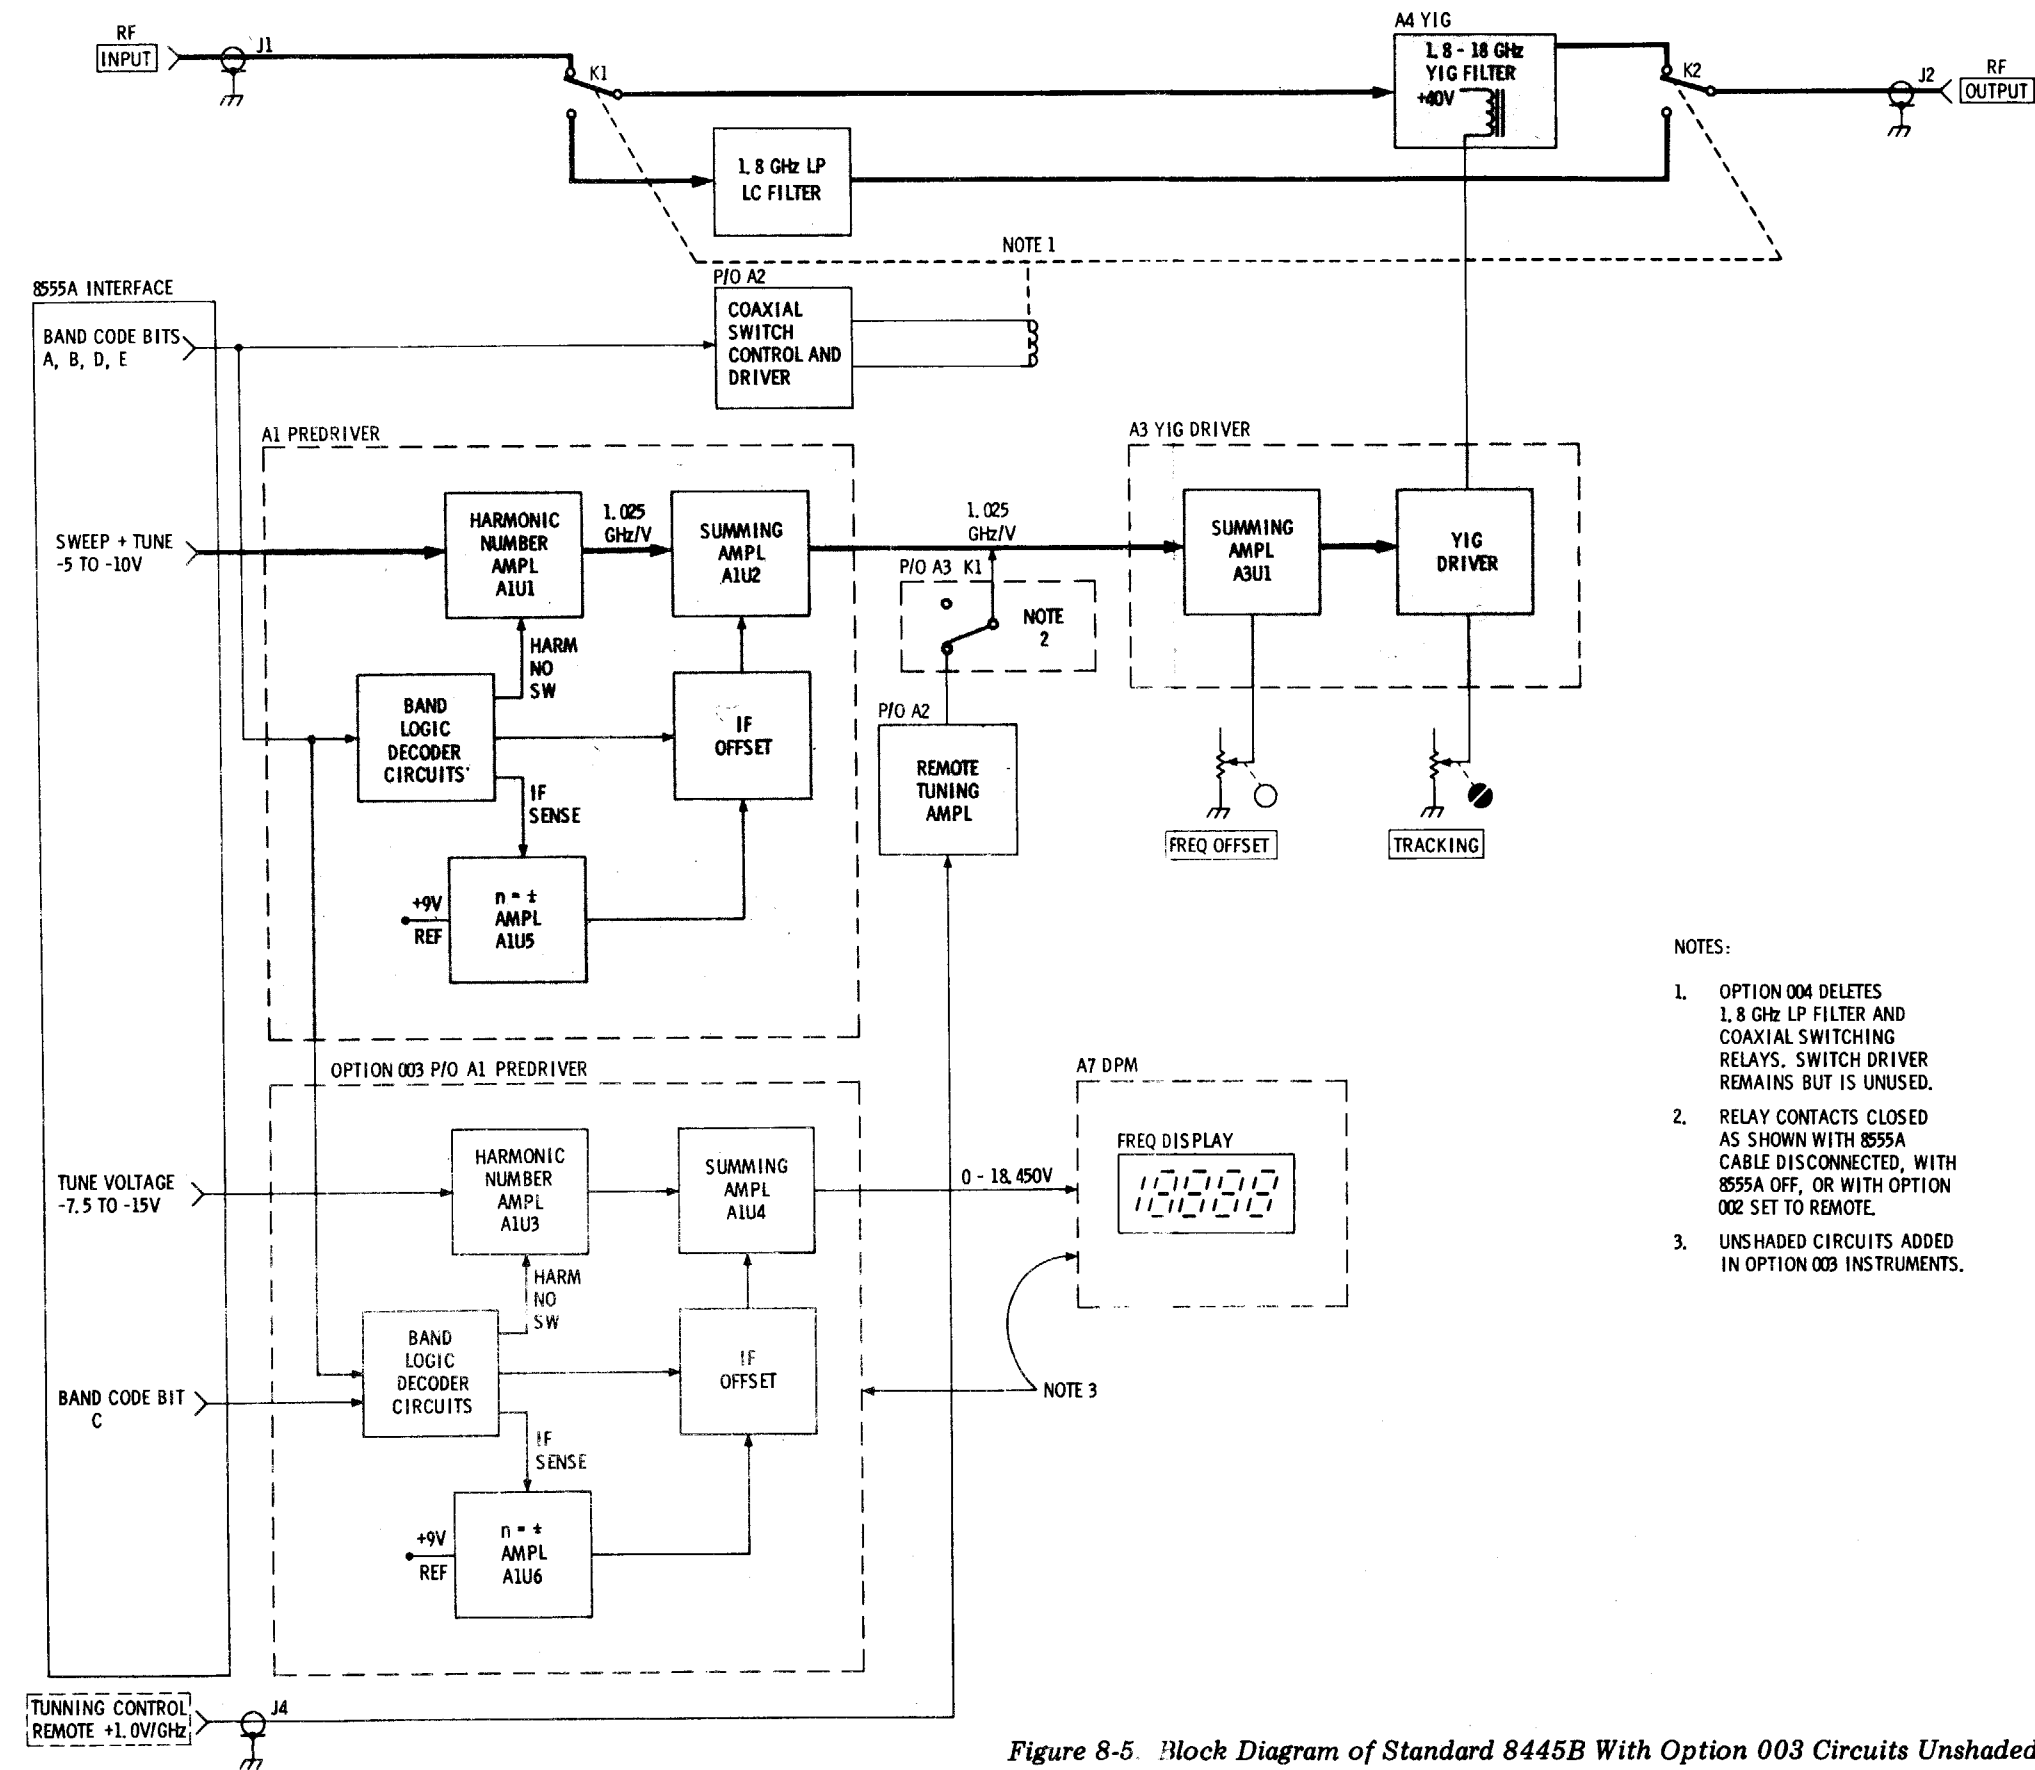 RF
INPUT
J1
K1
A4 YIG
1.8 - 18 GHz
YIG FILTER
+40V
K2
J2
RF
OUTPUT
1.8 GHz LP
LC FILTER
NOTE 1
8555A INTERFACE
BAND CODE BITS
A, B, D, E
P/O A2
COAXIAL
SWITCH
CONTROL AND
DRIVER
A1 PREDRIVER
SWEEP + TUNE
-5 TO -10V
HARMONIC
NUMBER
AMPL
A1U1
1.025
GHz/V
SUMMING
AMPL
A1U2
HARM
NO
SW
BAND
LOGIC
DECODER
CIRCUITS
IF
OFFSET
IF
SENSE
+9V
REF
n = ±
AMPL
A1U5
1.025
GHz/V
P/O A3 K1
NOTE
2
P/O A2
REMOTE
TUNING
AMPL
A3 YIG DRIVER
SUMMING
AMPL
A3U1
YIG
DRIVER
FREQ OFFSET
TRACKING
OPTION 003 P/O A1 PREDRIVER
TUNE VOLTAGE
-7.5 TO -15V
HARMONIC
NUMBER
AMPL
A1U3
SUMMING
AMPL
A1U4
0 - 18.450V
HARM
NO
SW
BAND CODE BIT
C
BAND
LOGIC
DECODER
CIRCUITS
IF
OFFSET
IF
SENSE
+9V
REF
n = ±
AMPL
A1U6
A7 DPM
FREQ DISPLAY
18888
NOTE 3
TUNNING CONTROL
REMOTE +1.0V/GHz
J4
NOTES:
1. OPTION 004 DELETES
1.8 GHz LP FILTER AND
COAXIAL SWITCHING
RELAYS. SWITCH DRIVER
REMAINS BUT IS UNUSED.
2. RELAY CONTACTS CLOSED
AS SHOWN WITH 8555A
CABLE DISCONNECTED, WITH
8555A OFF, OR WITH OPTION
002 SET TO REMOTE.
3. UNSHADED CIRCUITS ADDED
IN OPTION 003 INSTRUMENTS.
Figure 8-5. Block Diagram of Standard 8445B With Option 003 Circuits Unshaded